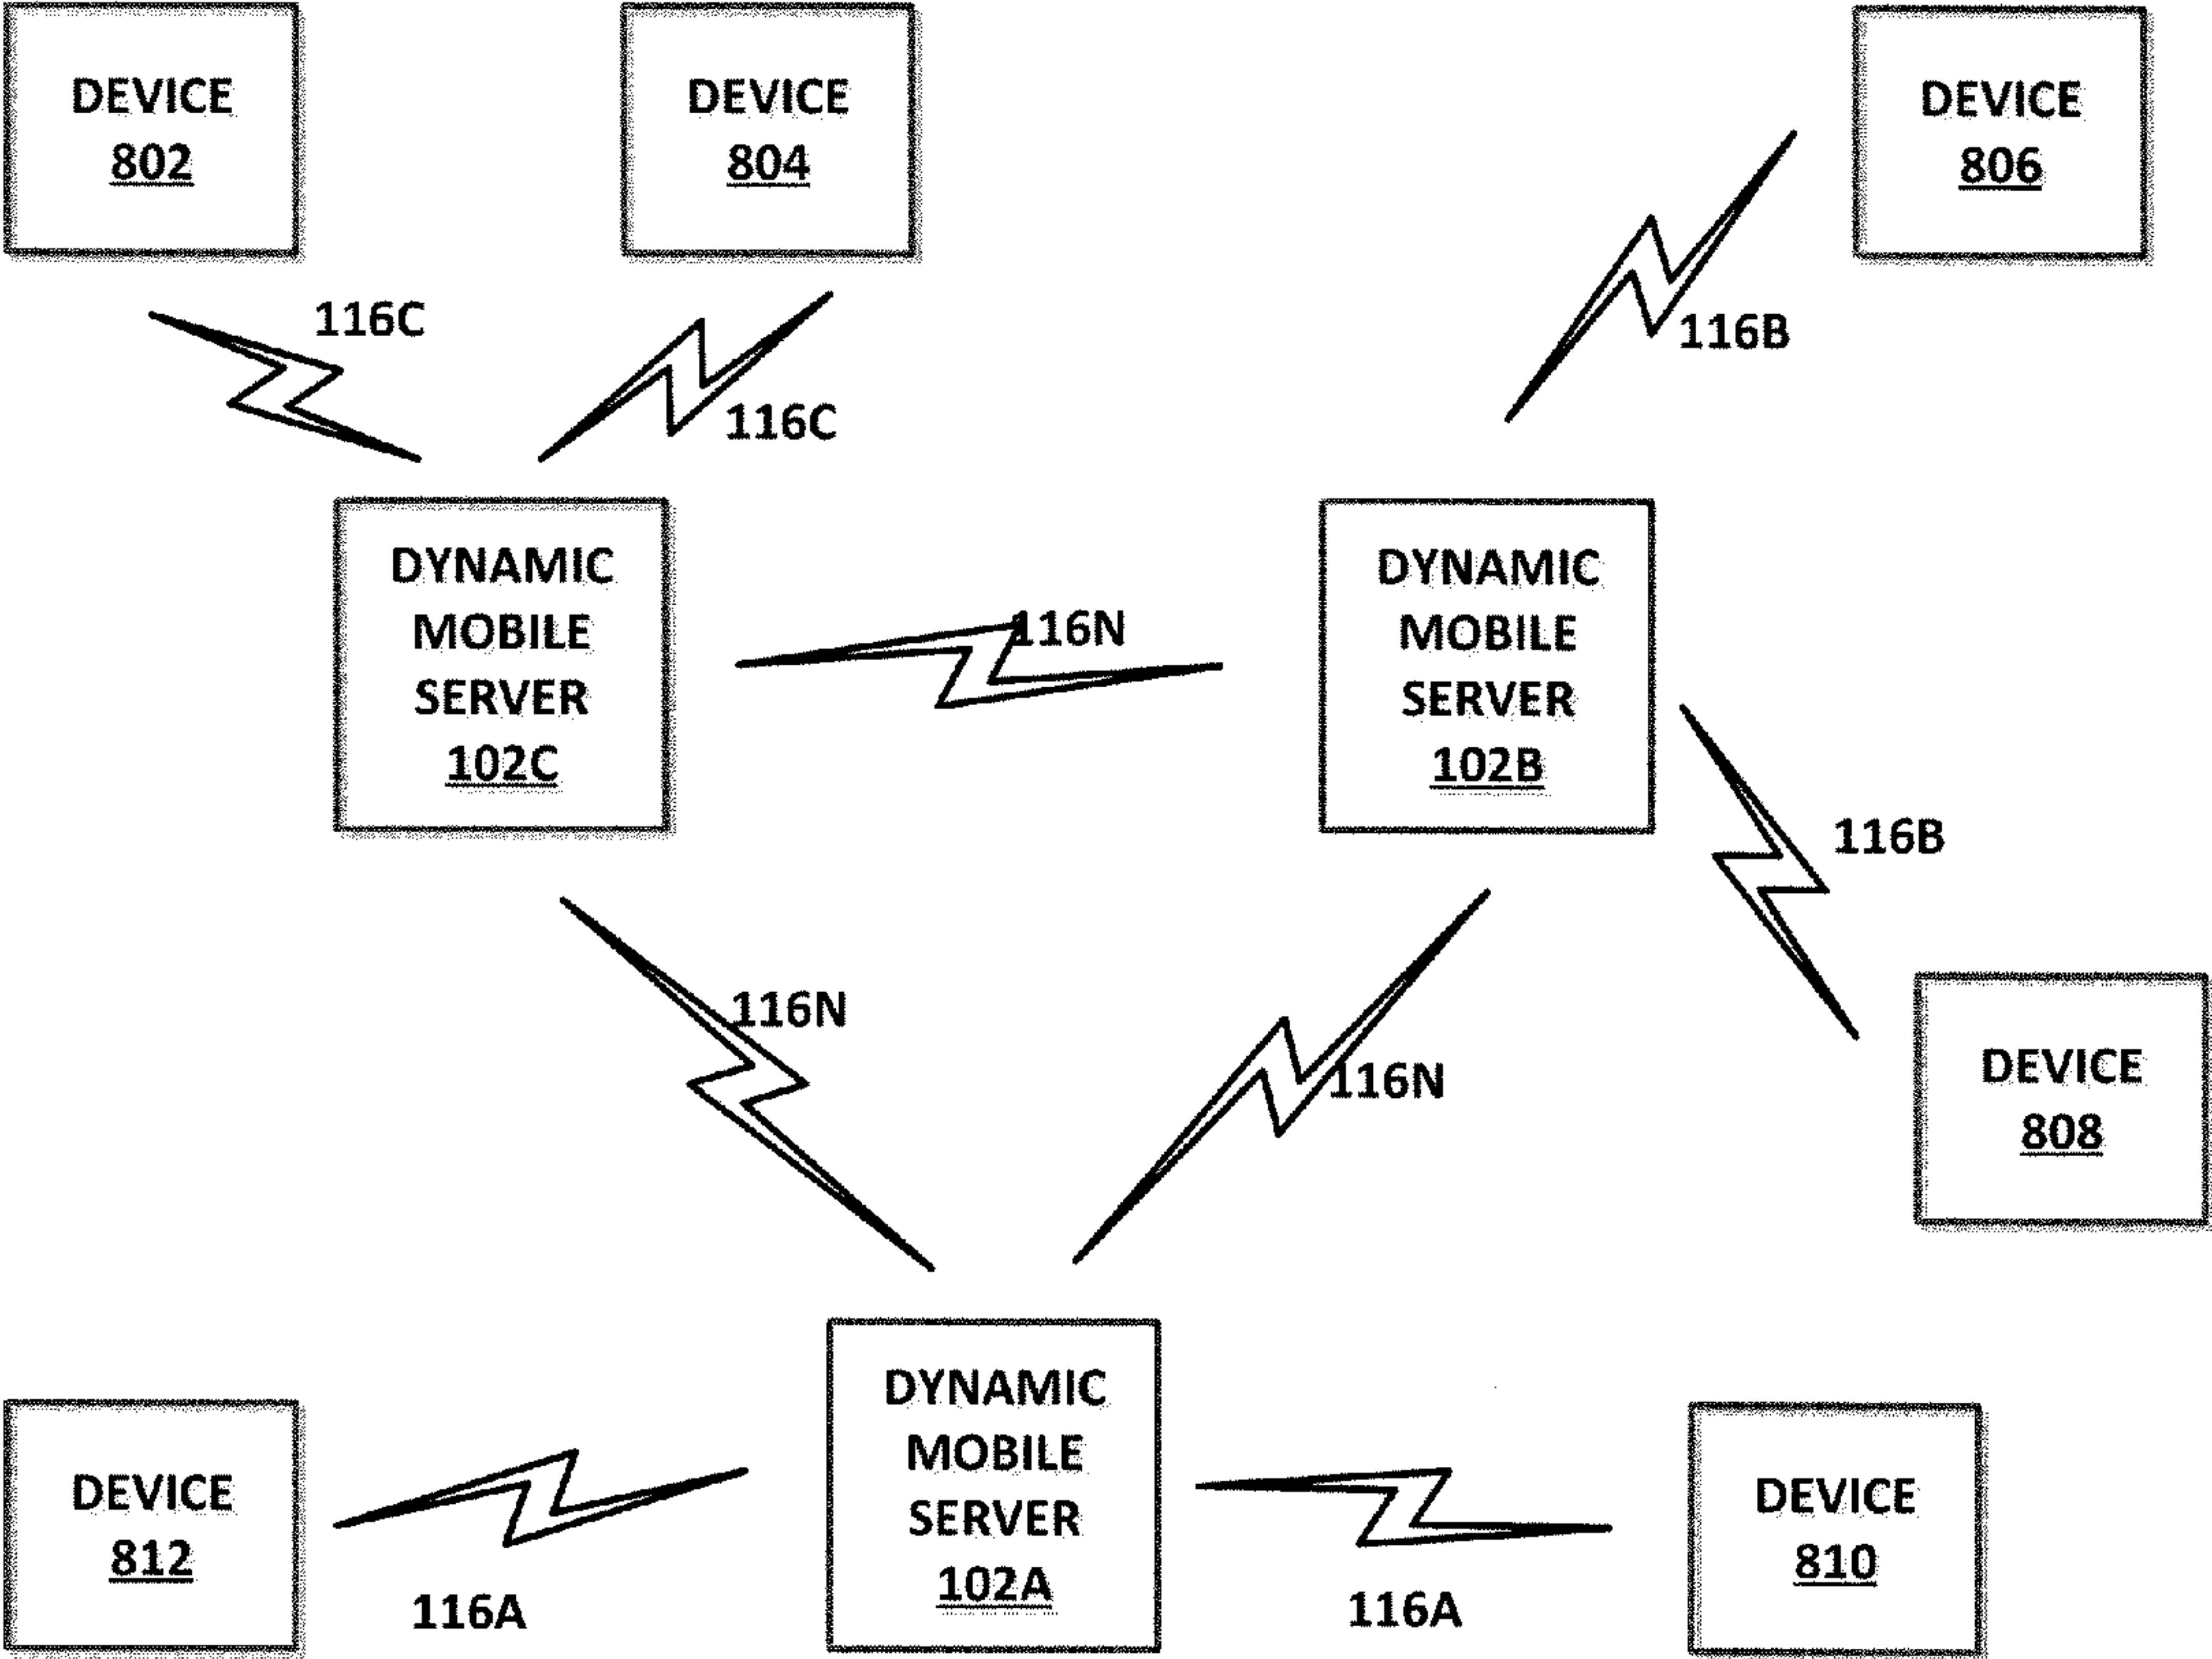 DEVICE
802
DEVICE
804
DEVICE
806
116C
116C
116B
DYNAMIC
MOBILE
SERVER
102C
116N
DYNAMIC
MOBILE
SERVER
102B
116B
116N
116N
DEVICE
808
DEVICE
812
116A
DYNAMIC
MOBILE
SERVER
102A
116A
DEVICE
810